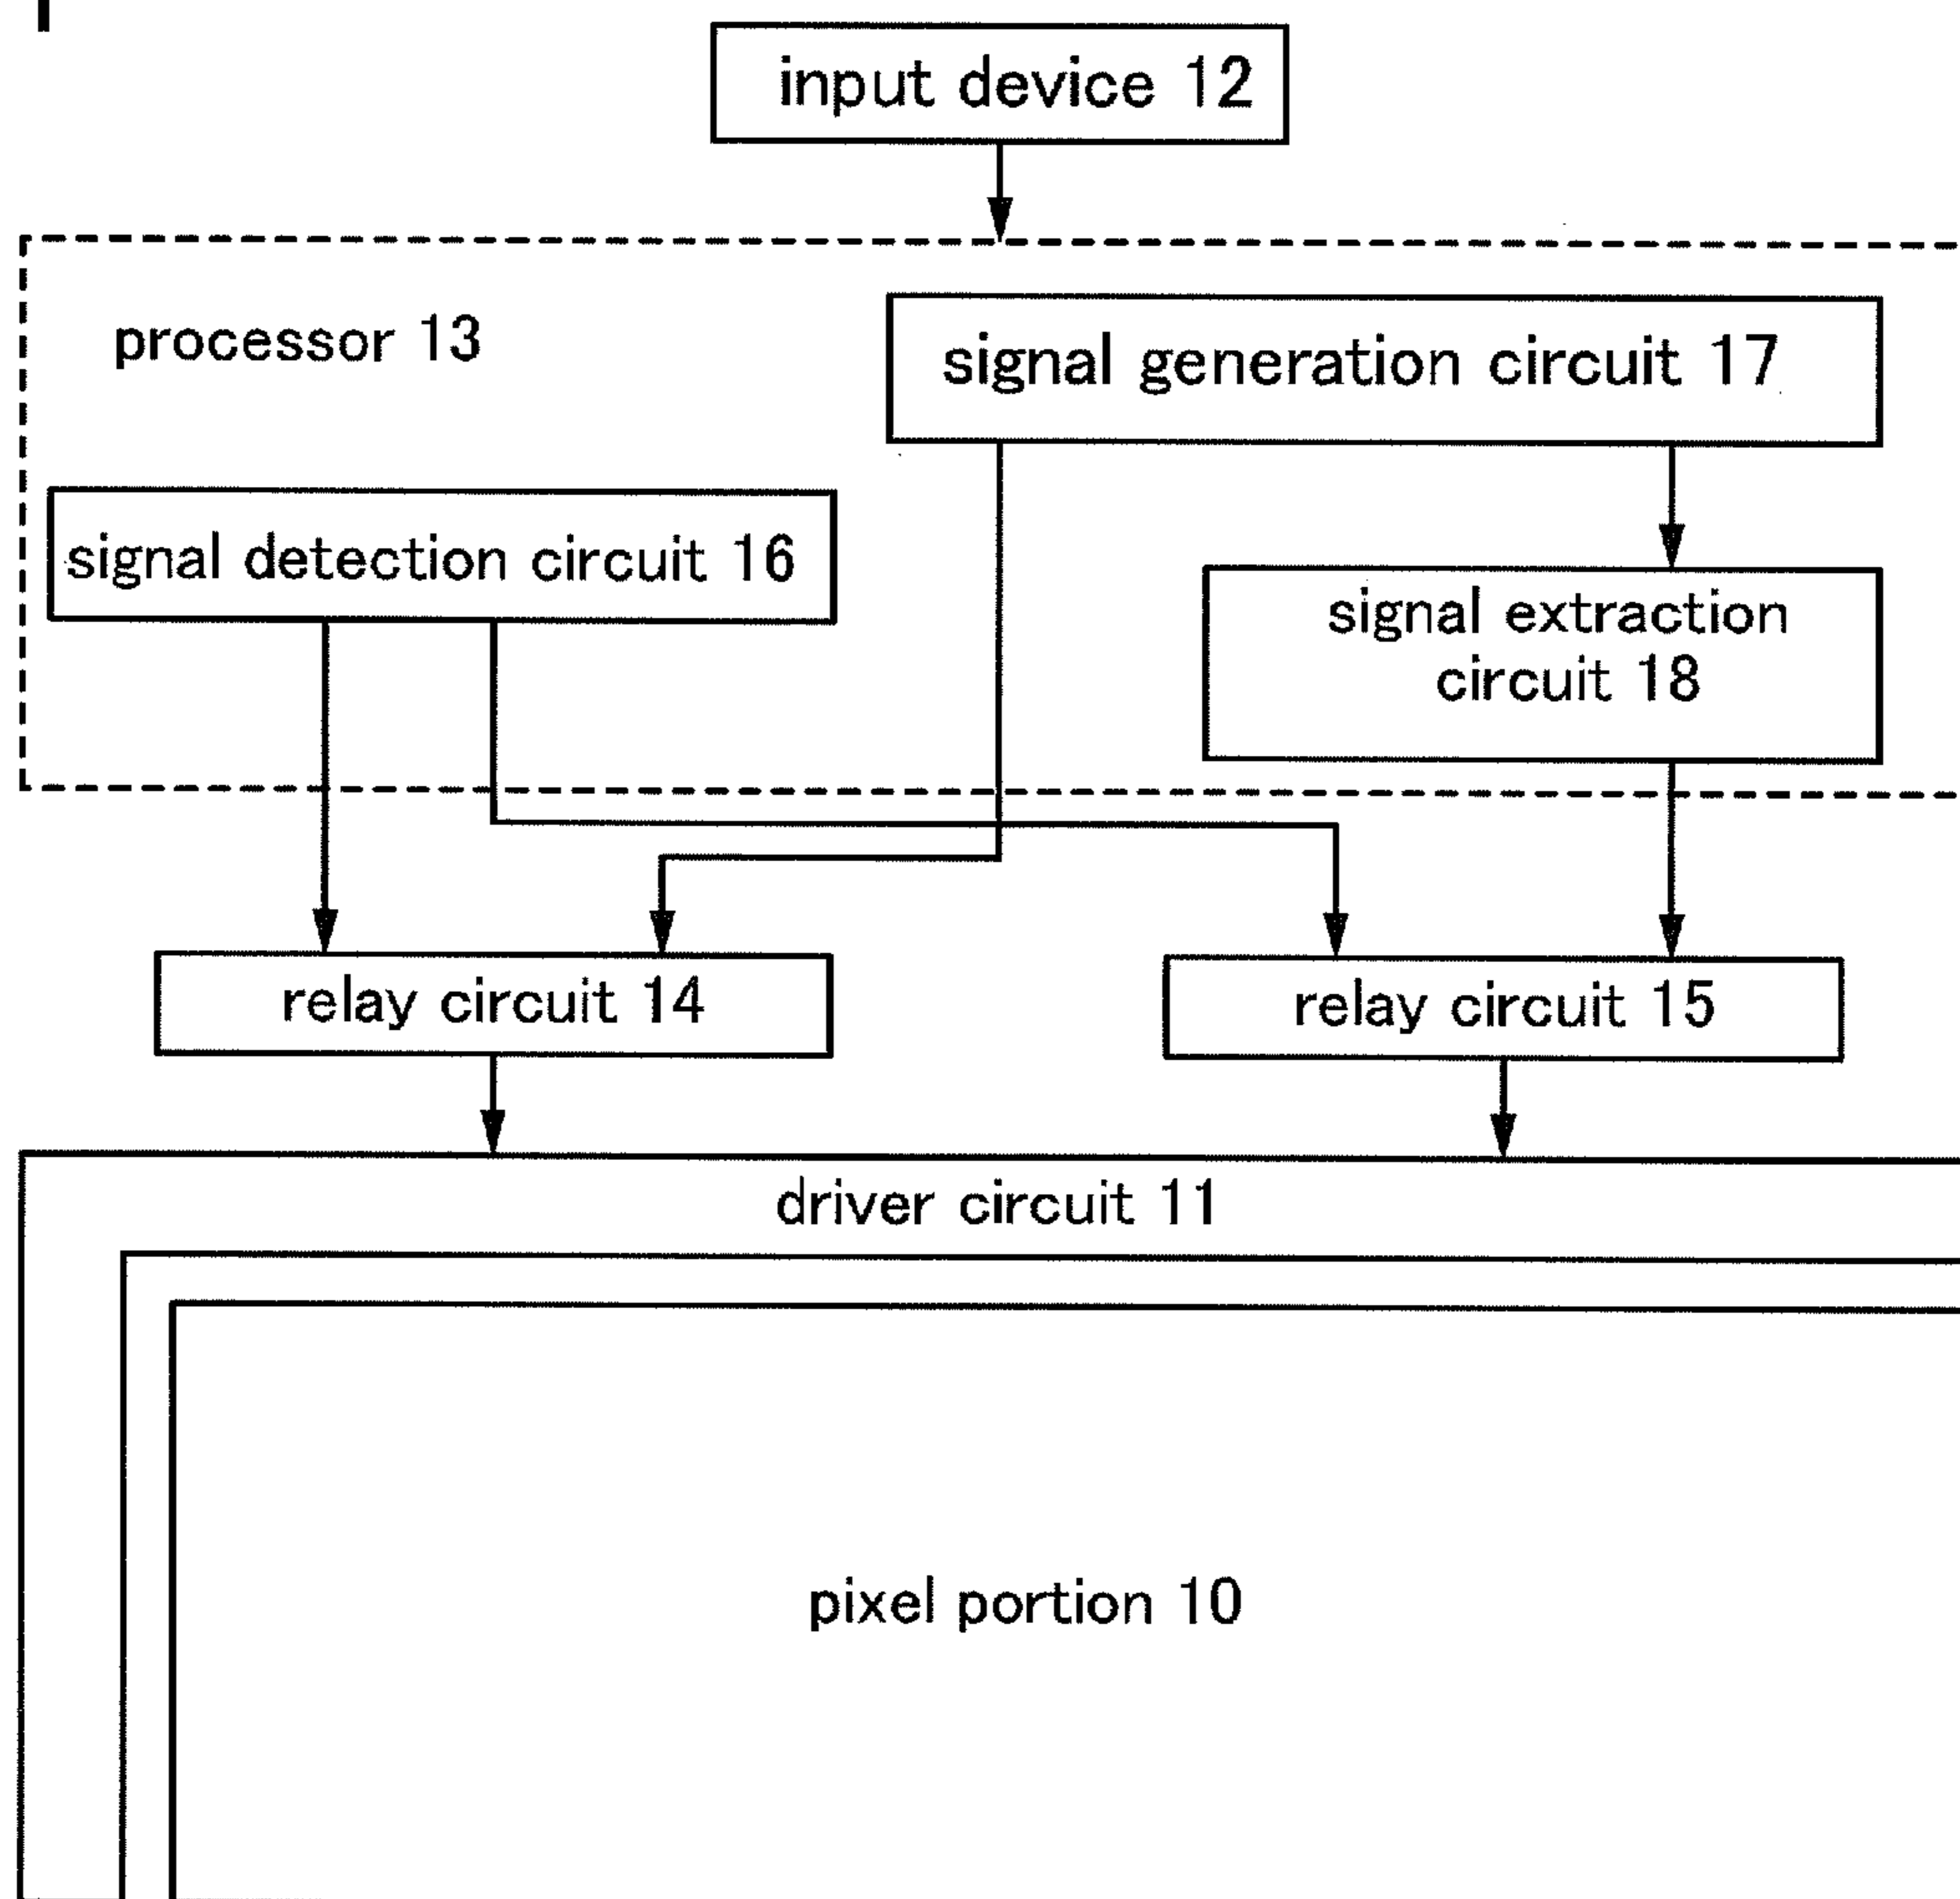 input device 12
processor 13
signal generation circuit 17
signal detection circuit 16
signal extraction
circuit 18
relay circuit 14
relay circuit 15
driver circuit 11
pixel portion 10